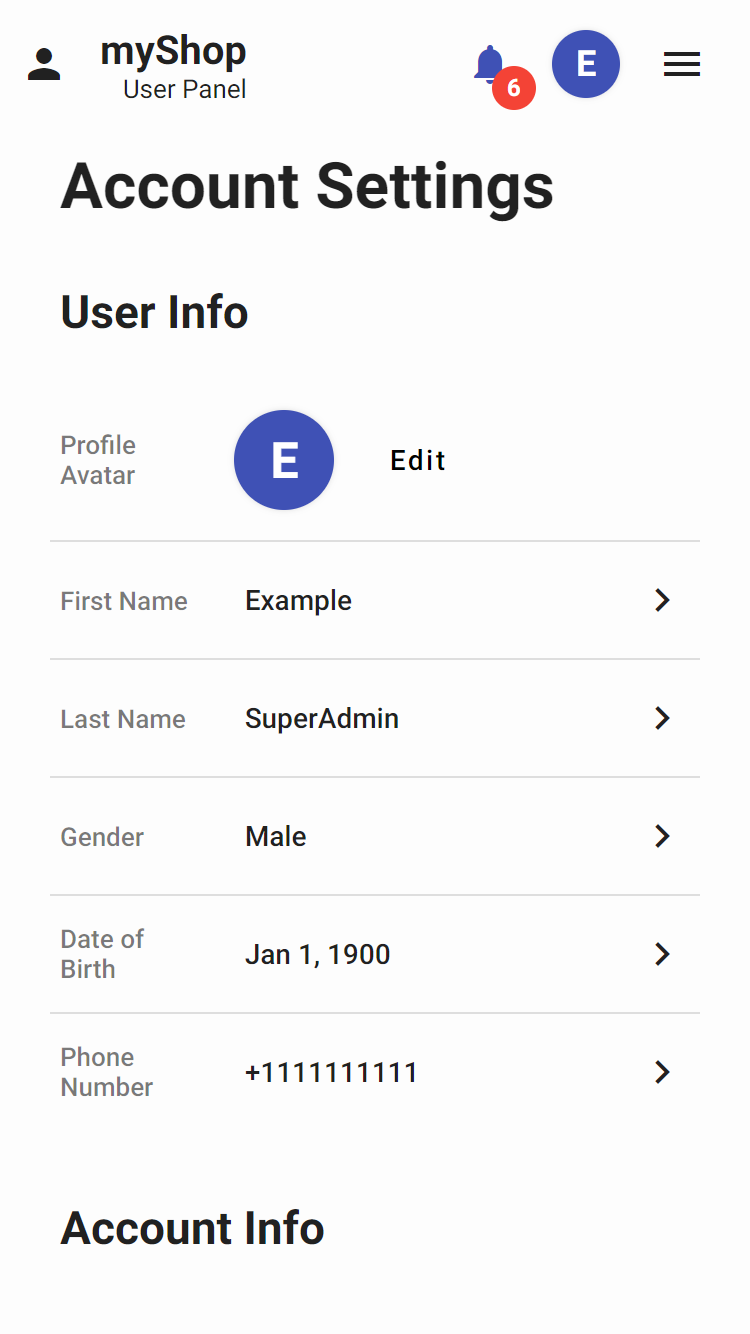 myShop
User Panel
6
E
Account Settings
User Info
Profile
Avatar
E
Edit
First Name
Example
Last Name
SuperAdmin
Gender
Male
Date of
Birth
Jan 1, 1900
Phone
Number
+1111111111
Account Info